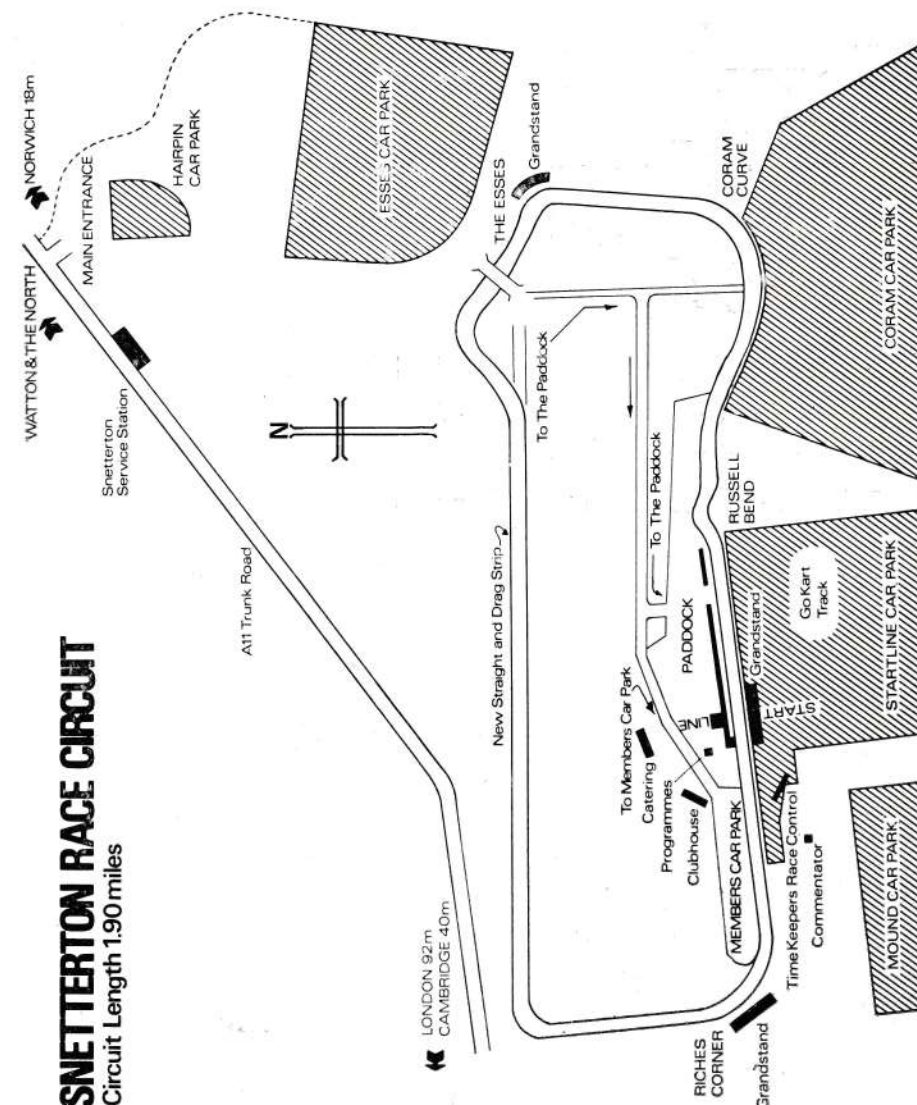 SNETTERTON RACE CIRCUIT
Circuit Length 1.90 miles
WATTON & THE NORTH
NORWICH 18m
MAIN ENTRANCE
HAIRPIN
CAR PARK
Snetterton
Service Station
A11 Trunk Road
LONDON 92m
CAMBRIDGE 40m
N
ESSES CAR PARK
THE ESSES
Grandstand
New Straight and Drag Strip
To The Paddock
To The Paddock
CORAM
CURVE
CORAM CAR PARK
RUSSELL
BEND
To Members Car Park
Catering
Programmes
Clubhouse
MEMBERS CAR PARK
PADDOCK
LINE
START
Grandstand
Go Kart
Track
STARTLINE CAR PARK
Time Keepers Race Control
Commentator
MOUND CAR PARK
RICHES
CORNER
Grandstand